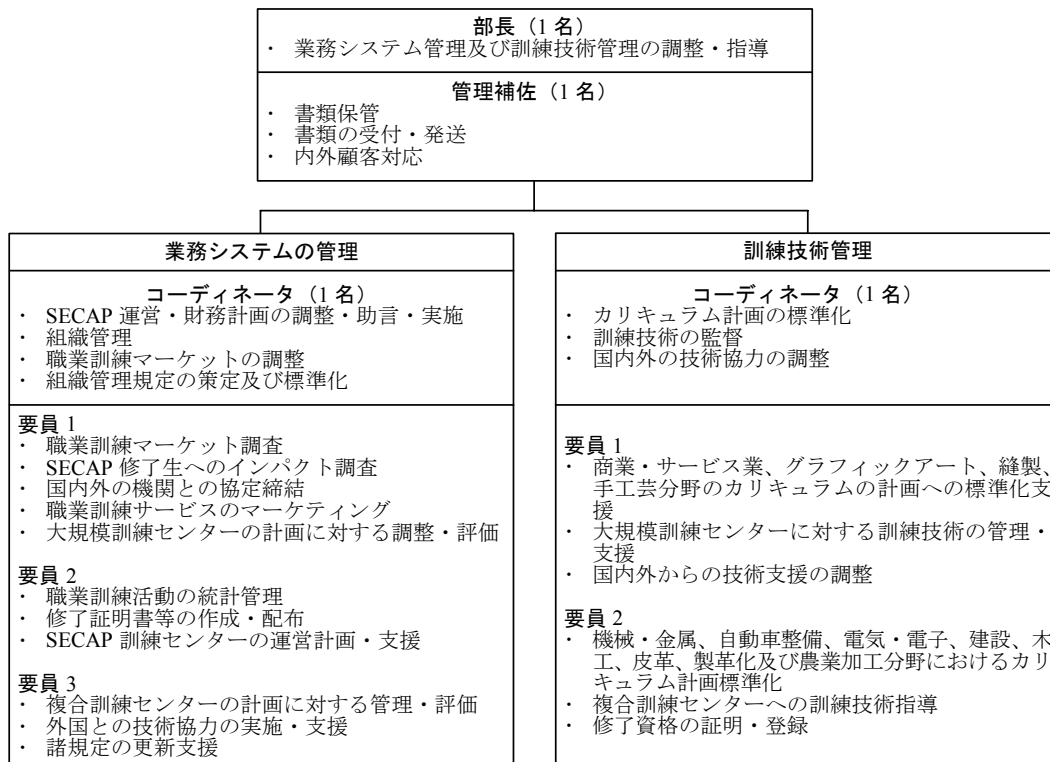 部長（1 名）
・ 業務システム管理及び訓練技術管理の調整・指導
管理補佐（1 名）
・ 書類保管
・ 書類の受付・発送
・ 内外顧客対応
業務システムの管理
コーディネータ（1 名）
・ SECAP 運営・財務計画の調整・助言・実施
・ 組織管理
・ 職業訓練マーケットの調整
・ 組織管理規定の策定及び標準化
要員 1
・ 職業訓練マーケット調査
・ SECAP 修了生へのインパクト調査
・ 国内外の機関との協定締結
・ 職業訓練サービスのマーケティング
・ 大規模訓練センターの計画に対する調整・評価
要員 2
・ 職業訓練活動の統計管理
・ 修了証明書等の作成・配布
・ SECAP 訓練センターの運営計画・支援
要員 3
・ 複合訓練センターの計画に対する管理・評価
・ 外国との技術協力の実施・支援
・ 諸規定の更新支援
訓練技術管理
コーディネータ（1 名）
・ カリキュラム計画の標準化
・ 訓練技術の監督
・ 国内外の技術協力の調整
要員 1
・ 商業・サービス業、グラフィックアート、縫製、
手工芸分野のカリキュラムの計画への標準化支
援
・ 大規模訓練センターに対する訓練技術の管理・
支援
・ 国内外からの技術支援の調整
要員 2
・ 機械・金属、自動車整備、電気・電子、建設、木
工、皮革、製革化及び農業加工分野におけるカリ
キュラム計画標準化
・ 複合訓練センターへの訓練技術指導
・ 修了資格の証明・登録